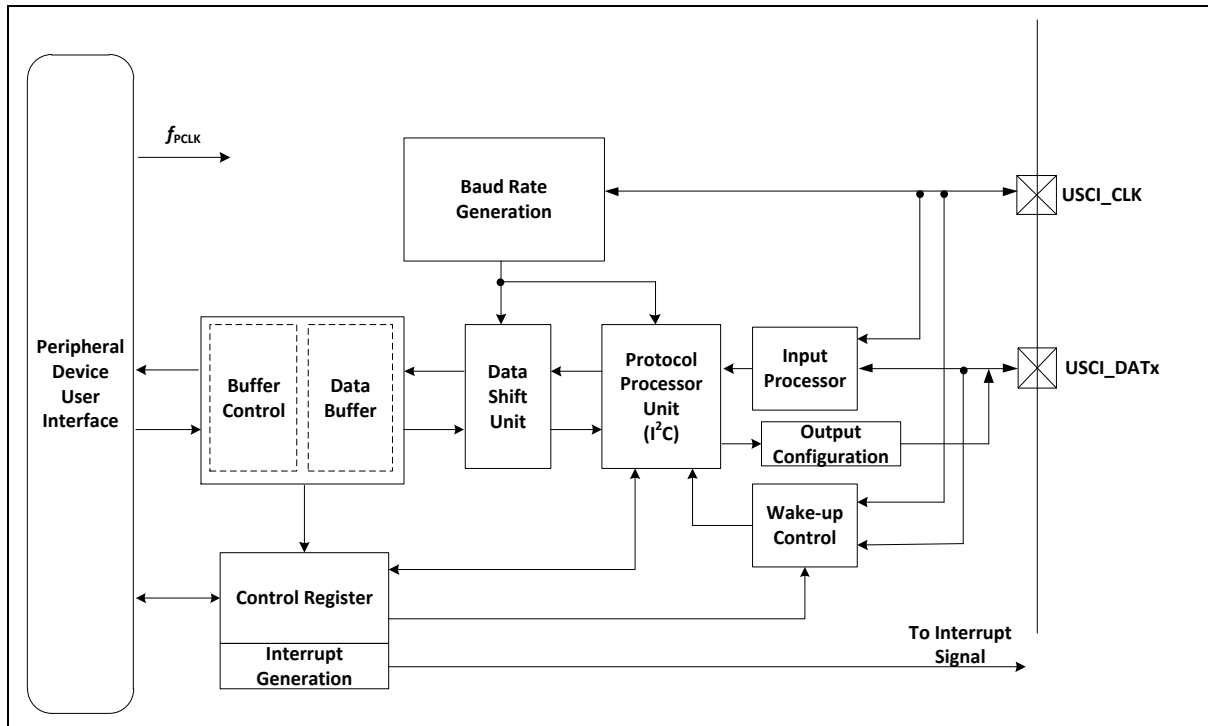 fPCLK
Baud Rate
Generation
USCI_CLK
Peripheral
Device
User
Interface
Buffer
Control
Data
Buffer
Data
Shift
Unit
Protocol
Processor
Unit
(I²C)
Input
Processor
USCI_DATx
Output
Configuration
Wake-up
Control
Control Register
Interrupt
Generation
To Interrupt
Signal